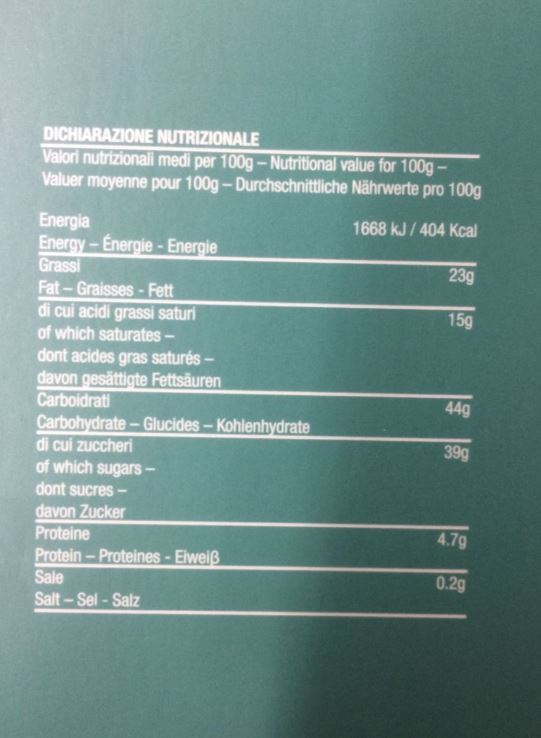 DICHIARAZIONE NUTRIZIONALE
Valori nutrizionali medi per 100g – Nutritional value for 100g –
Valuer moyenne pour 100g – Durchschnittliche Nährwerte pro 100g
Energia 1668 kJ / 404 Kcal
Energy – Énergie - Energie
Grassi 23g
Fat – Graisses - Fett
di cui acidi grassi saturi 15g
of which saturates –
dont acides gras saturés –
davon gesättigte Fettsäuren
Carboidrati 44g
Carbohydrate – Glucides – Kohlenhydrate
di cui zuccheri 39g
of which sugars –
dont sucres –
davon Zucker
Proteine 4.7g
Protein – Proteines - Eiweiß
Sale 0.2g
Salt – Sel - Salz